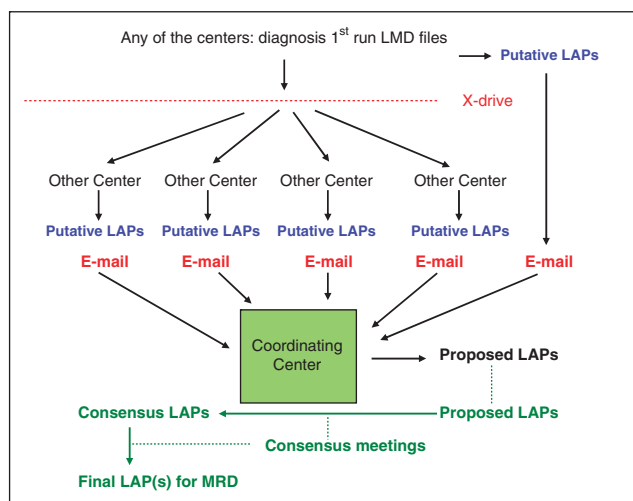 Any of the centers: diagnosis 1st run LMD files
Putative LAPs
X-drive
Other Center Other Center Other Center Other Center
Putative LAPs Putative LAPs Putative LAPs Putative LAPs
E-mail E-mail E-mail E-mail E-mail
Coordinating
Center
Proposed LAPs
Consensus LAPs Proposed LAPs
Consensus meetings
Final LAP(s) for MRD